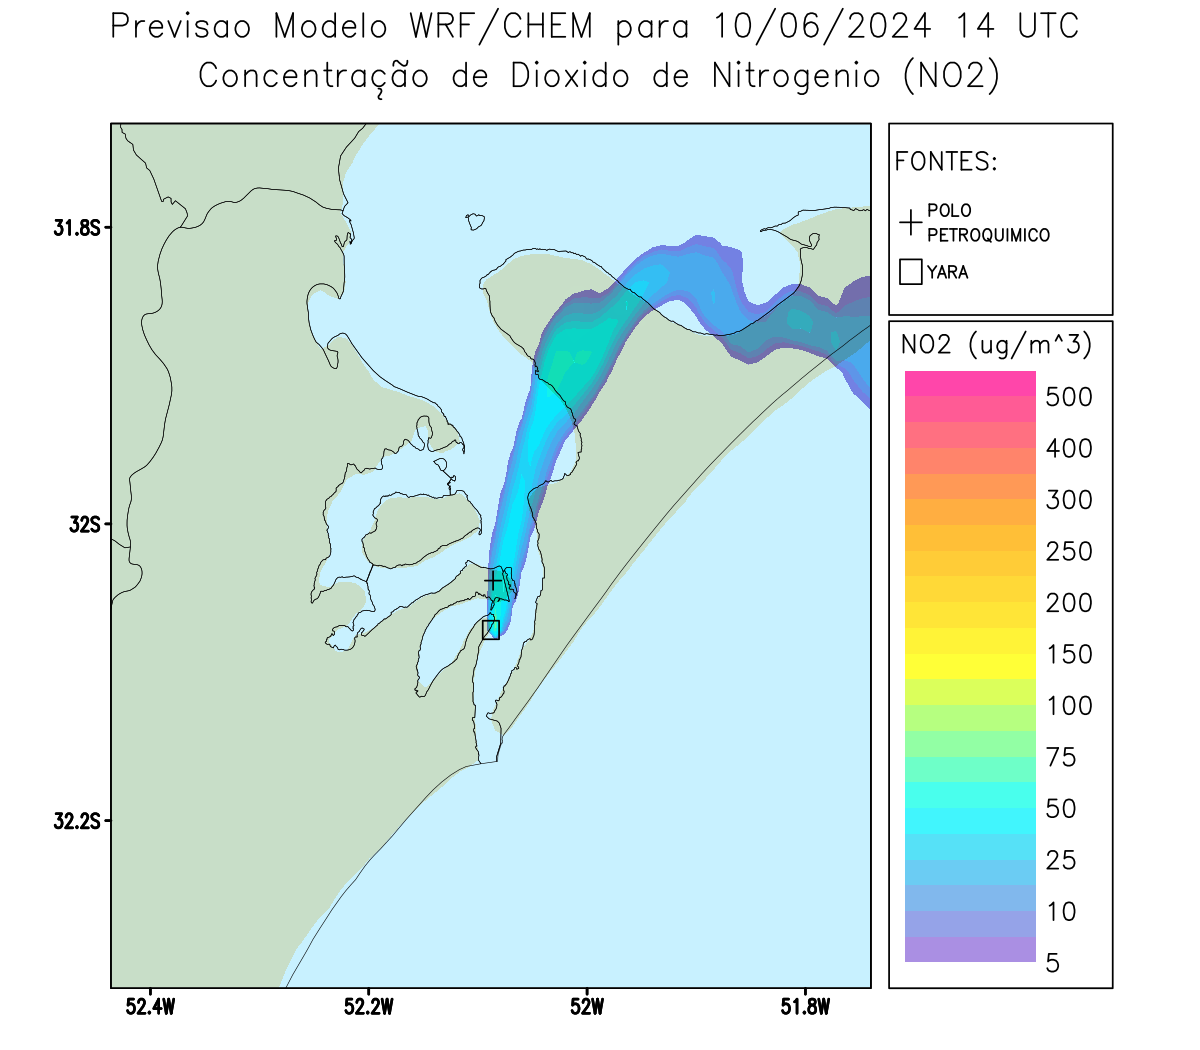 Previsao Modelo WRF/CHEM para 10/06/2024 14 UTC
Concentração de Dioxido de Nitrogenio (NO2)
FONTES:
POLO
PETROQUIMICO
YARA
NO2 (ug/m^3)
500
400
300
250
200
150
100
75
50
25
10
5
31.8S
32S
32.2S
52.4W 52.2W 52W 51.8W